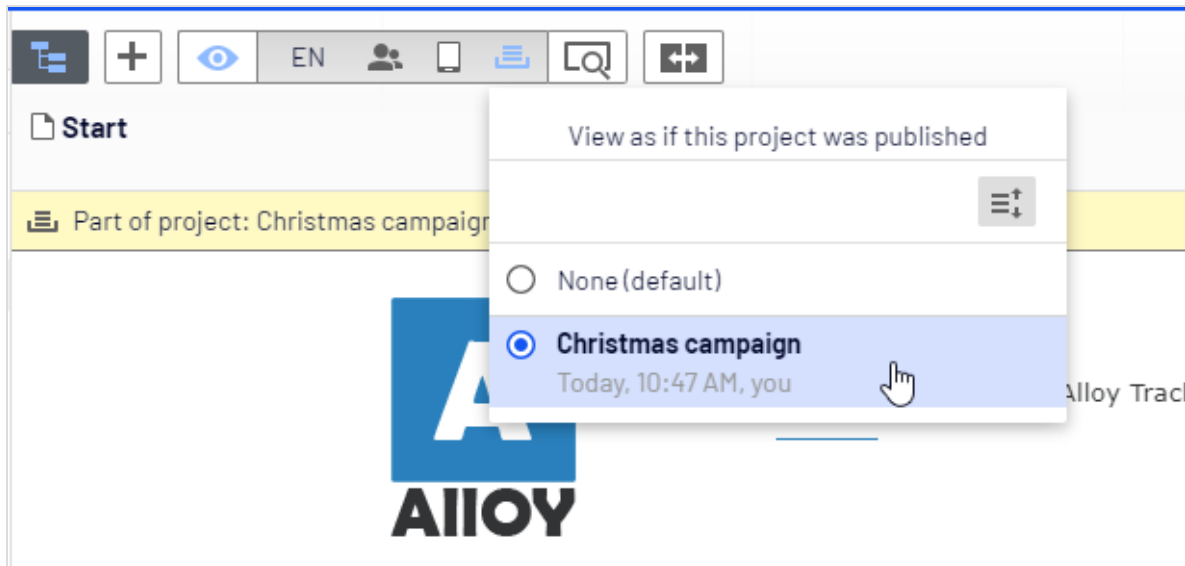 EN
Start
View as if this project was published
Part of project: Christmas campaign
None (default)
Christmas campaign
Today, 10:47 AM, you
A
Alloy
Alloy